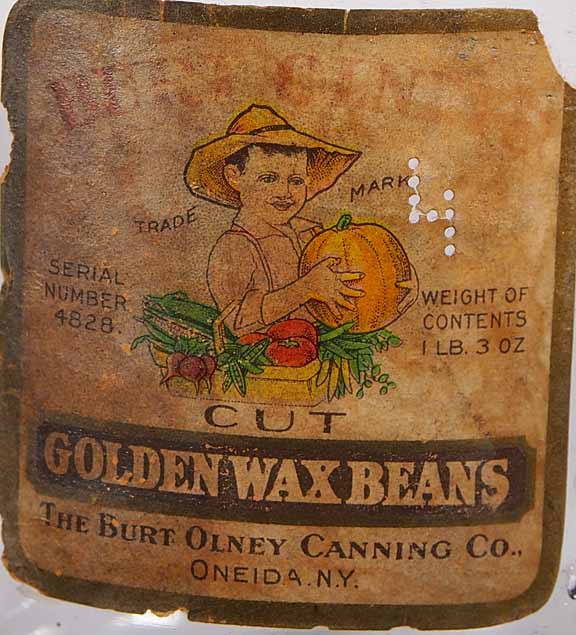 TRADE MARK
4
SERIAL
NUMBER
4828.
WEIGHT OF
CONTENTS
1 LB. 3 OZ
CUT
GOLDEN WAX BEANS
THE BURT OLNEY CANNING CO.,
ONEIDA.N.Y.